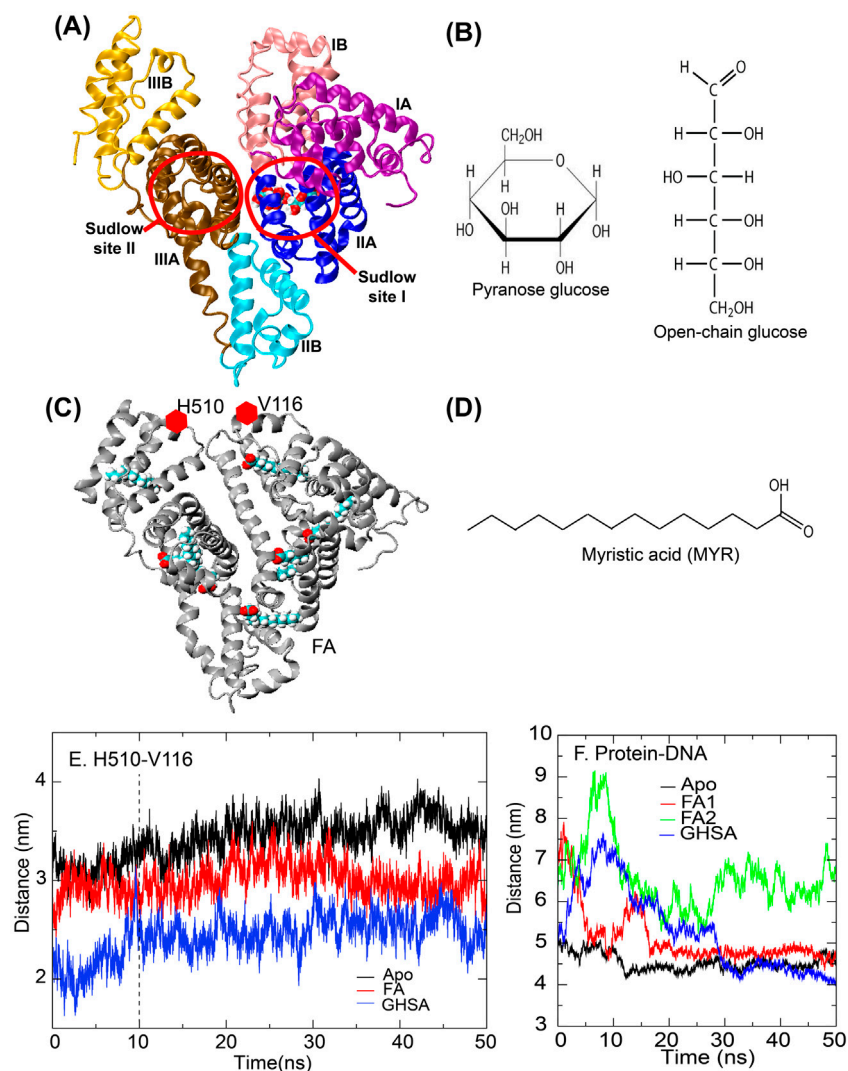 (A)
IB
IIIB
IA
Sudlow
site II
IIIA
IIA
Sudlow
site I
IIB
(B)
CH₂OH
O
H
H
H
H
HO
OH
OH
H
OH
Pyranose glucose
H
O
C
H C OH
HO C H
H C OH
H C OH
CH₂OH
Open-chain glucose
(C)
H510
V116
FA
(D)
OH
O
Myristic acid (MYR)
E. H510-V116
Distance (nm)
4
3
2
Apo
FA
GHSA
0 10 20 30 40 50
Time(ns)
F. Protein-DNA
Distance (nm)
10
9
8
7
6
5
4
3
Apo
FA1
FA2
GHSA
0 10 20 30 40 50
Time (ns)